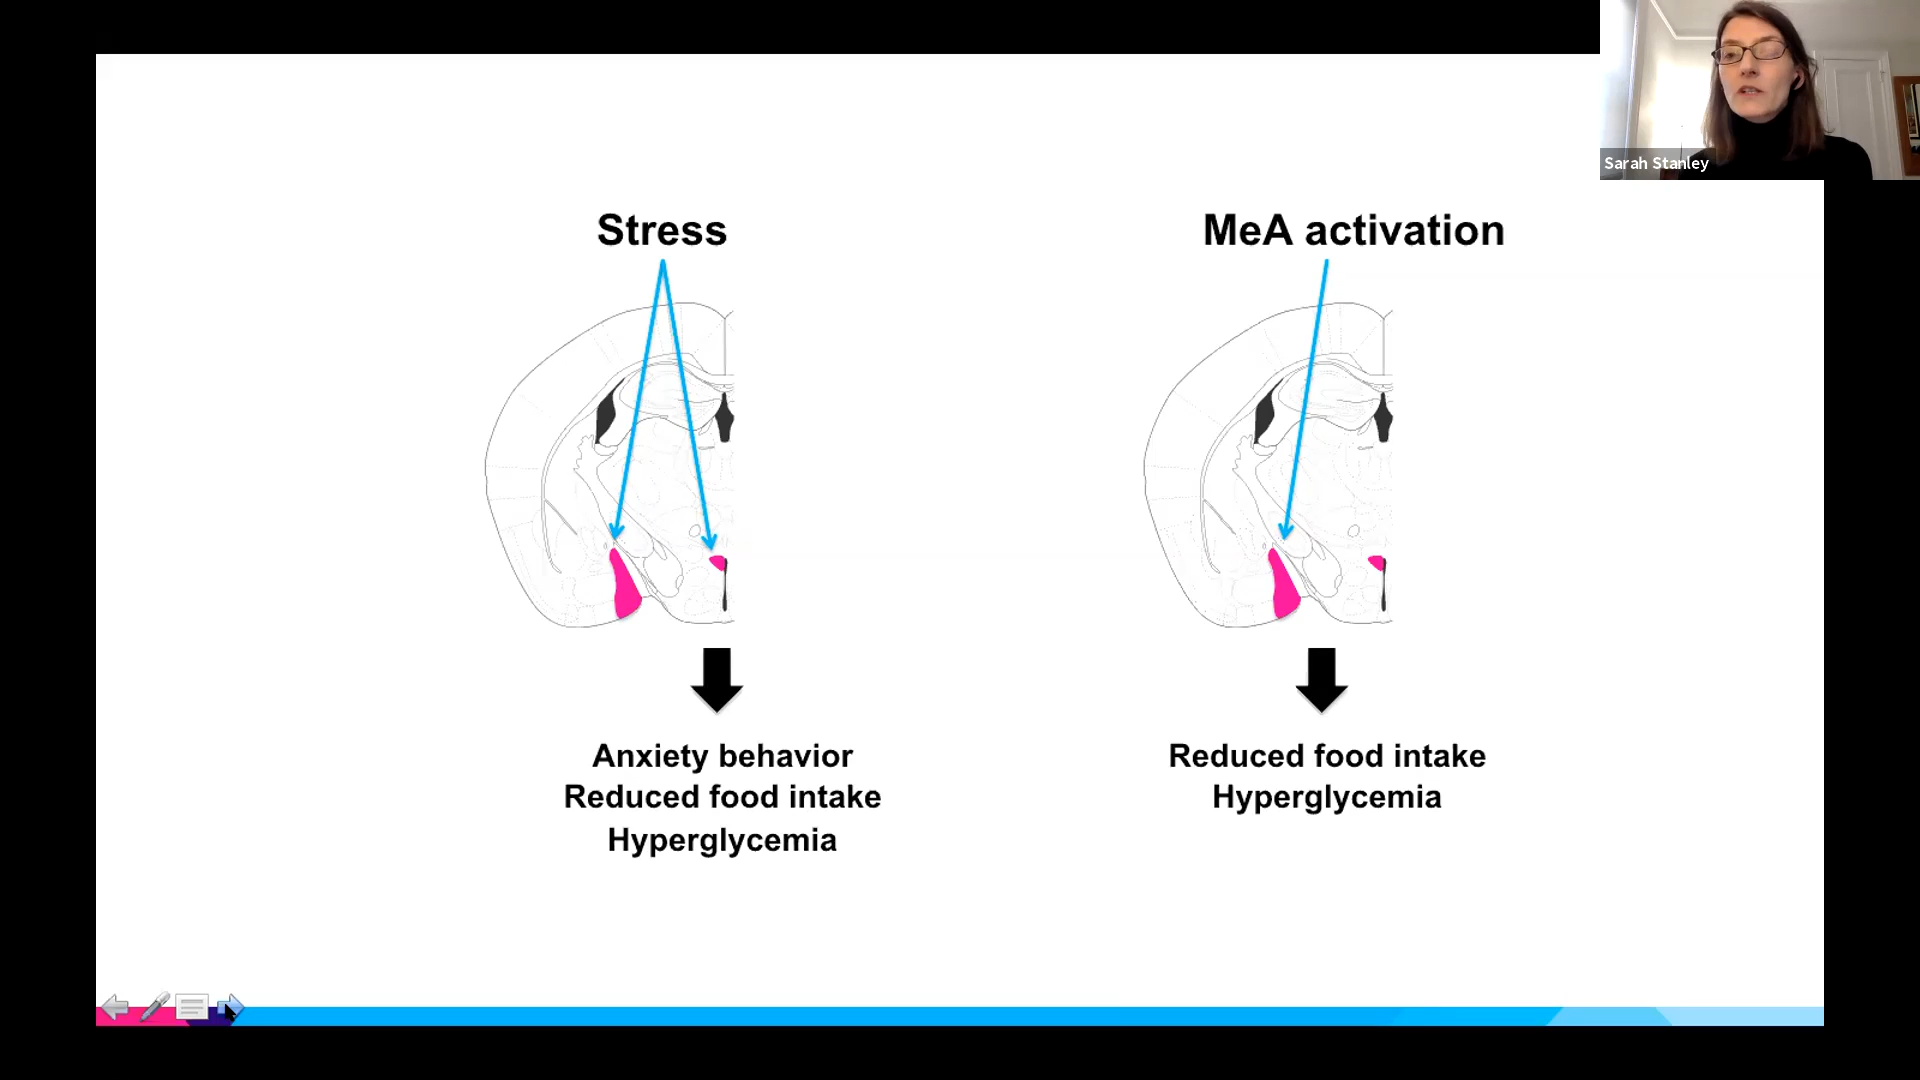 Sarah Stanley
Stress
MeA activation
Anxiety behavior
Reduced food intake
Hyperglycemia
Reduced food intake
Hyperglycemia